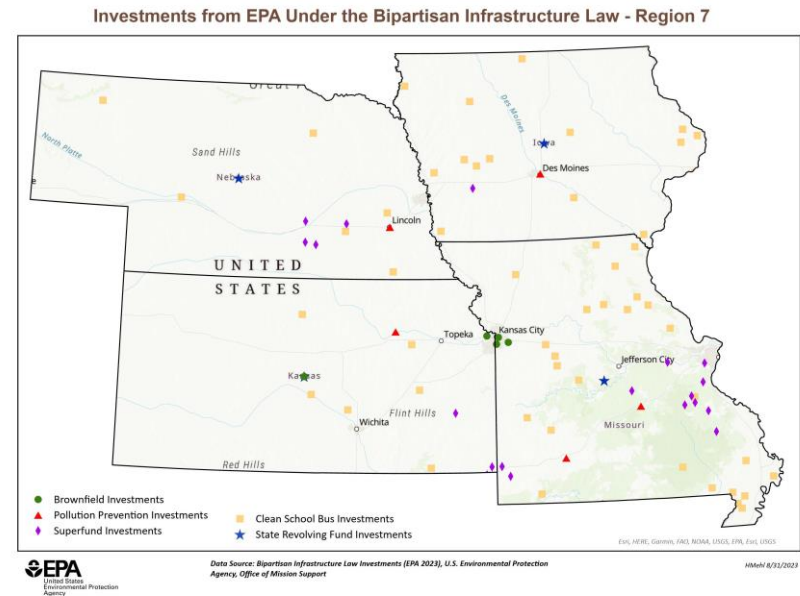 Investments from EPA Under the Bipartisan Infrastructure Law - Region 7
North Platte
Sand Hills
Nebraska
Lincoln
Des Moines
Iowa
Des Moines
UNITED
STATES
Topeka
Kansas City
Jefferson City
Kansas
Wichita
Flint Hills
Red Hills
Missouri
Brownfield Investments
Pollution Prevention Investments
Superfund Investments
Clean School Bus Investments
State Revolving Fund Investments
Esri, HERE, Garmin, FAO, NOAA, USGS, EPA, Esri, USGS
EPA
United States
Environmental Protection
Agency
Data Source: Bipartisan Infrastructure Law Investments (EPA 2023), U.S. Environmental Protection
Agency, Office of Mission Support
HMehl 8/31/2023